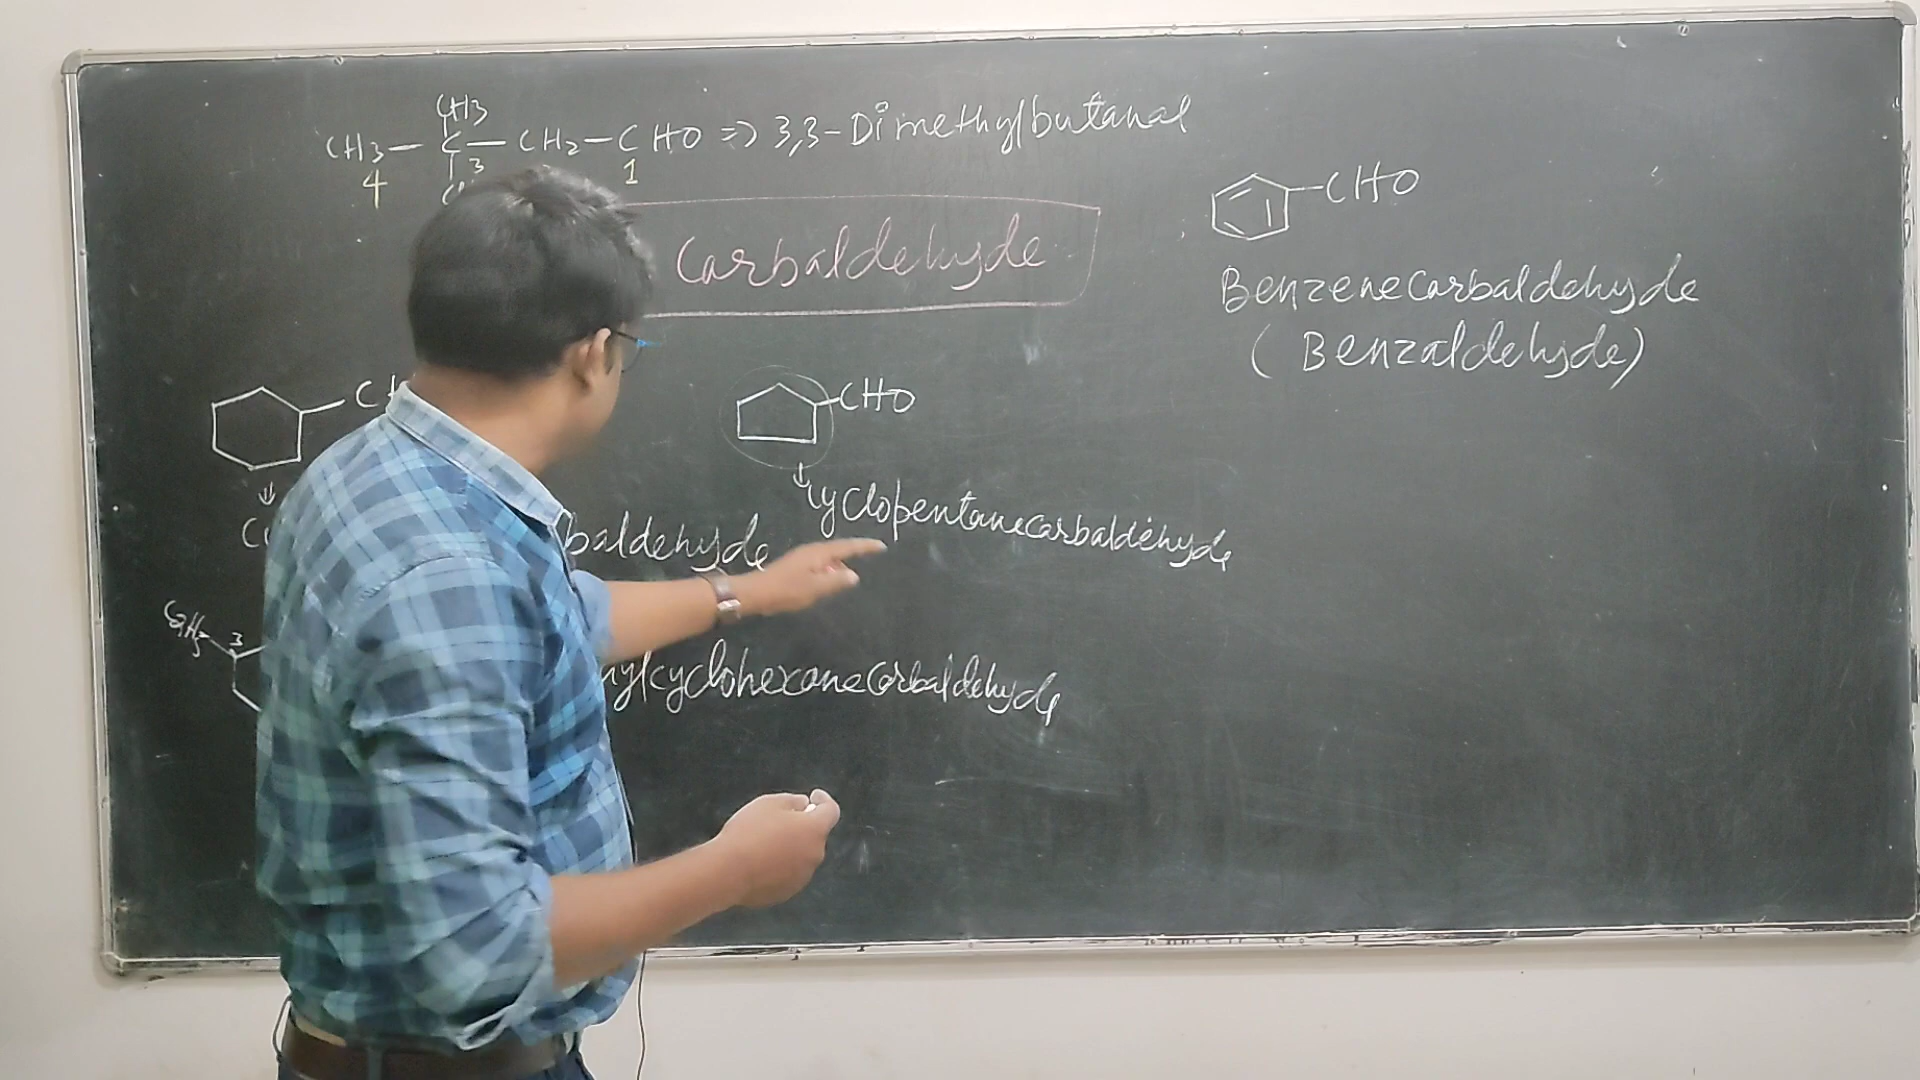 CH3
CH3 — C — CH2 — CHO => 3,3-Dimethylbutanal
4 3 1
CHO
Carbaldehyde
Benzenecarbaldehyde
(Benzaldehyde)
CHO
Cyclopentanecarbaldehyde
baldehyde
C2H5 3
hylcyclohexanecarbaldehyde